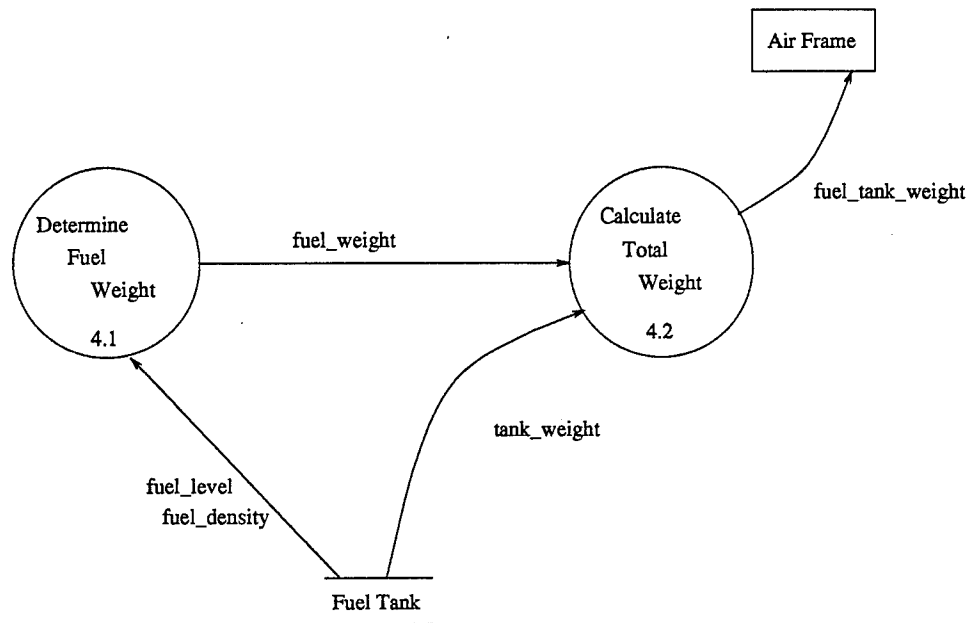 Air Frame
fuel_tank_weight
Determine
Fuel
Weight
4.1
fuel_weight
Calculate
Total
Weight
4.2
tank_weight
fuel_level
fuel_density
Fuel Tank